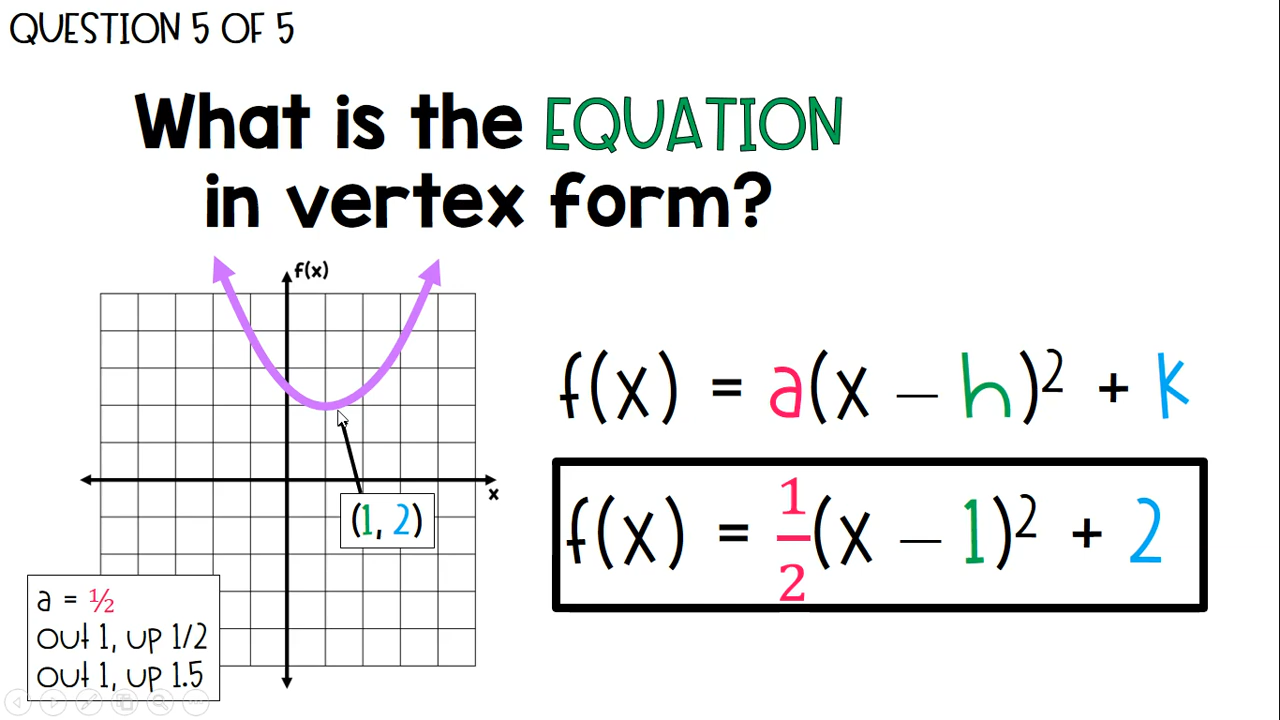 QUESTION 5 OF 5
What is the EQUATION
in vertex form?
f(x)
x
(1, 2)
a = ½
out 1, up 1/2
out 1, up 1.5
f(x) = a(x – h)² + k
f(x) = 1/2(x – 1)² + 2